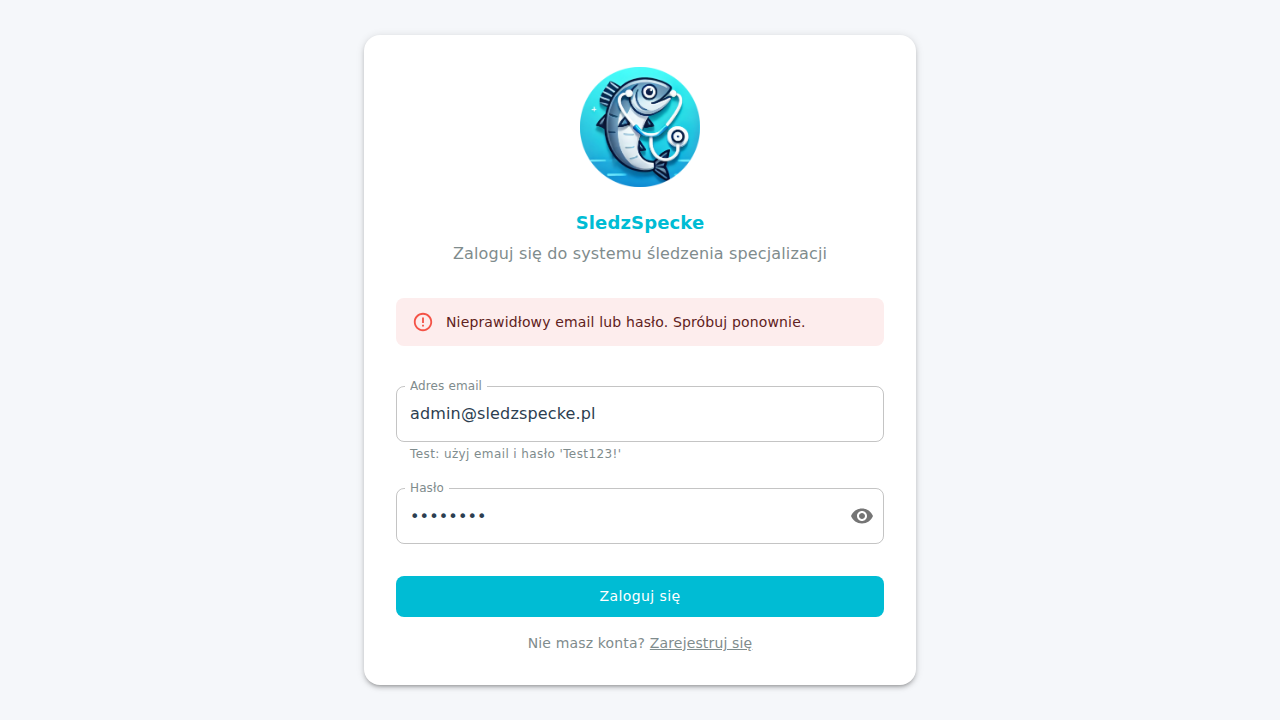 SledzSpecke
Zaloguj się do systemu śledzenia specjalizacji
Nieprawidłowy email lub hasło. Spróbuj ponownie.
Adres email
admin@sledzspecke.pl
Test: użyj email i hasło 'Test123!'
Hasło
••••••••
Zaloguj się
Nie masz konta? Zarejestruj się